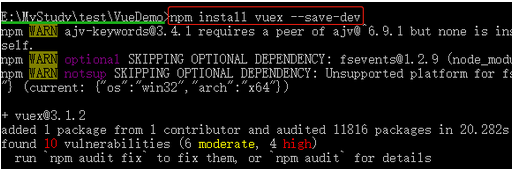 E:\MyStudy\test\VueDemo>npm install vuex --save-dev
npm WARN ajv-keywords@3.4.1 requires a peer of ajv@^6.9.1 but none is ins
self.
npm WARN optional SKIPPING OPTIONAL DEPENDENCY: fsevents@1.2.9 (node_modu
npm WARN notsup SKIPPING OPTIONAL DEPENDENCY: Unsupported platform for fs
"} (current: {"os":"win32","arch":"x64"})
+ vuex@3.1.2
added 1 package from 1 contributor and audited 11816 packages in 20.282s
found 10 vulnerabilities (6 moderate, 4 high)
run `npm audit fix` to fix them, or `npm audit` for details